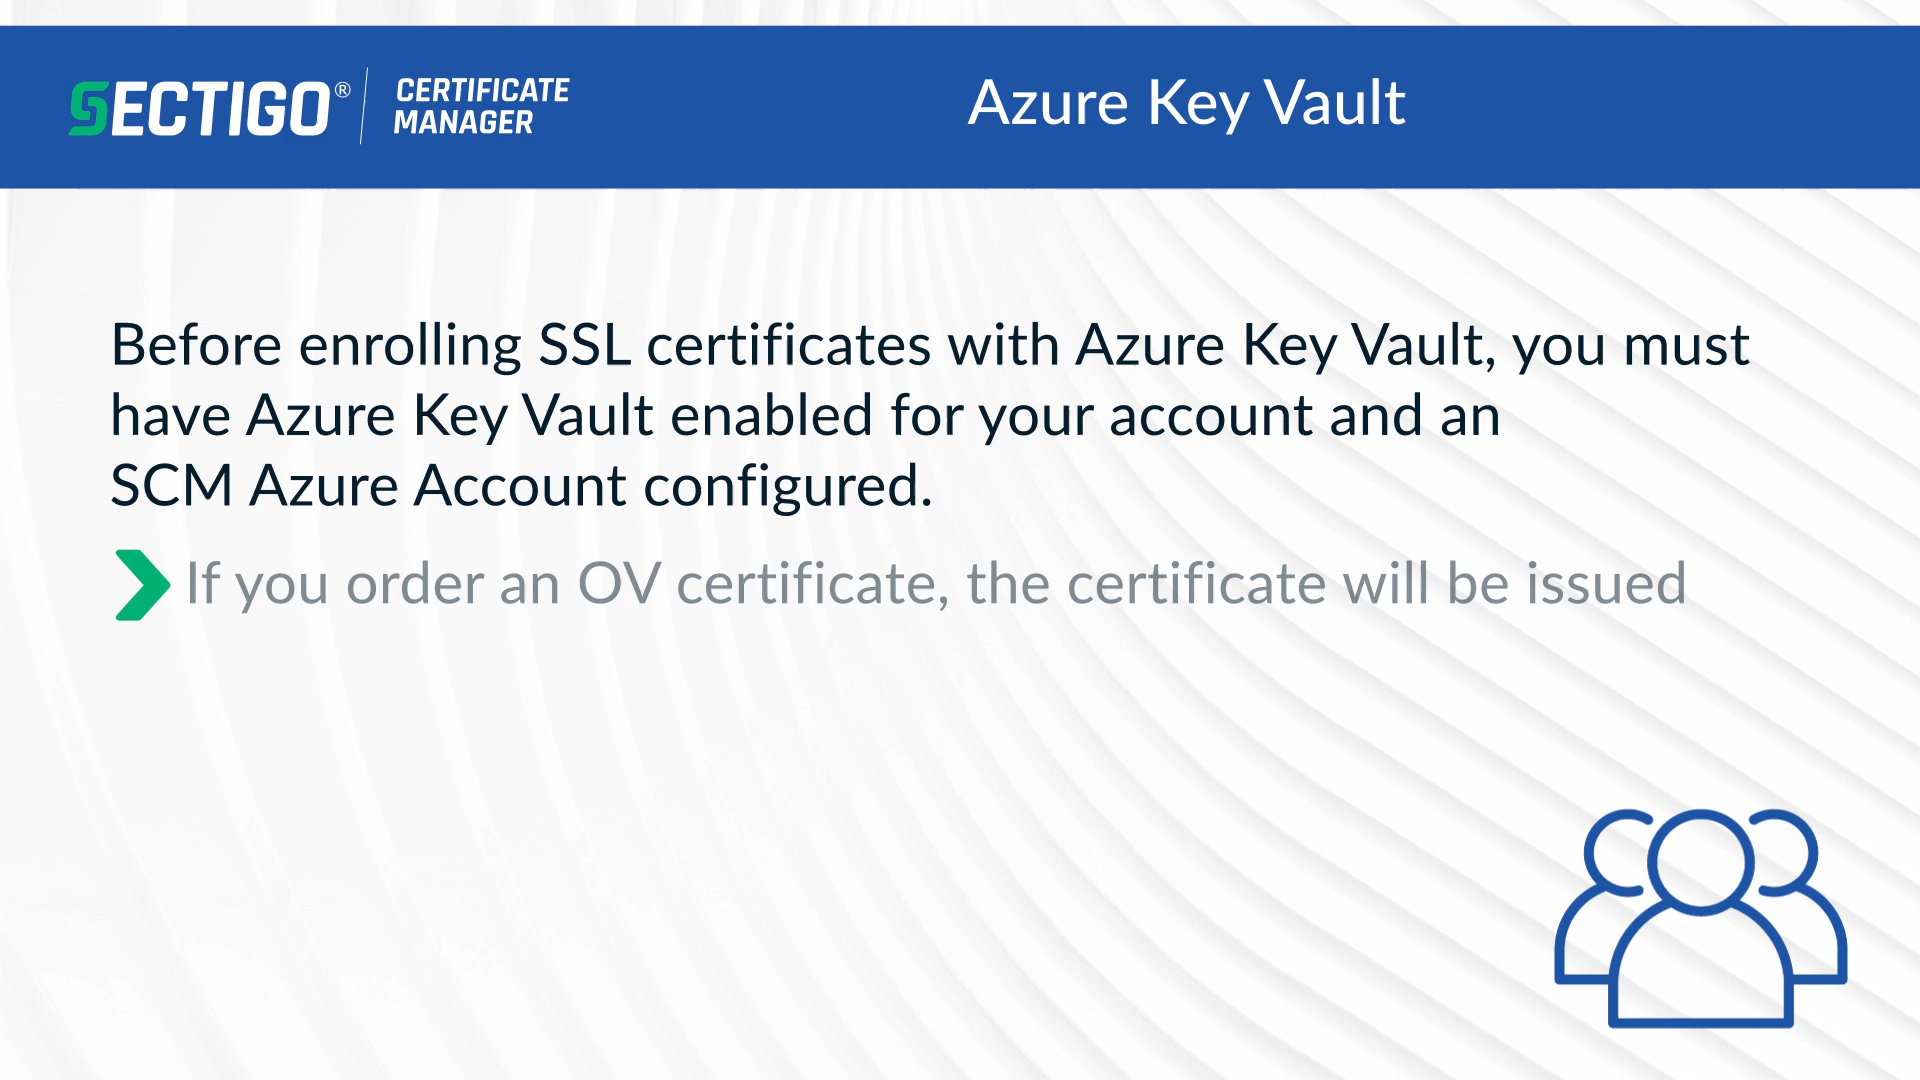 SECTIGO®
CERTIFICATE
MANAGER
Azure Key Vault
Before enrolling SSL certificates with Azure Key Vault, you must
have Azure Key Vault enabled for your account and an
SCM Azure Account configured.
If you order an OV certificate, the certificate will be issued